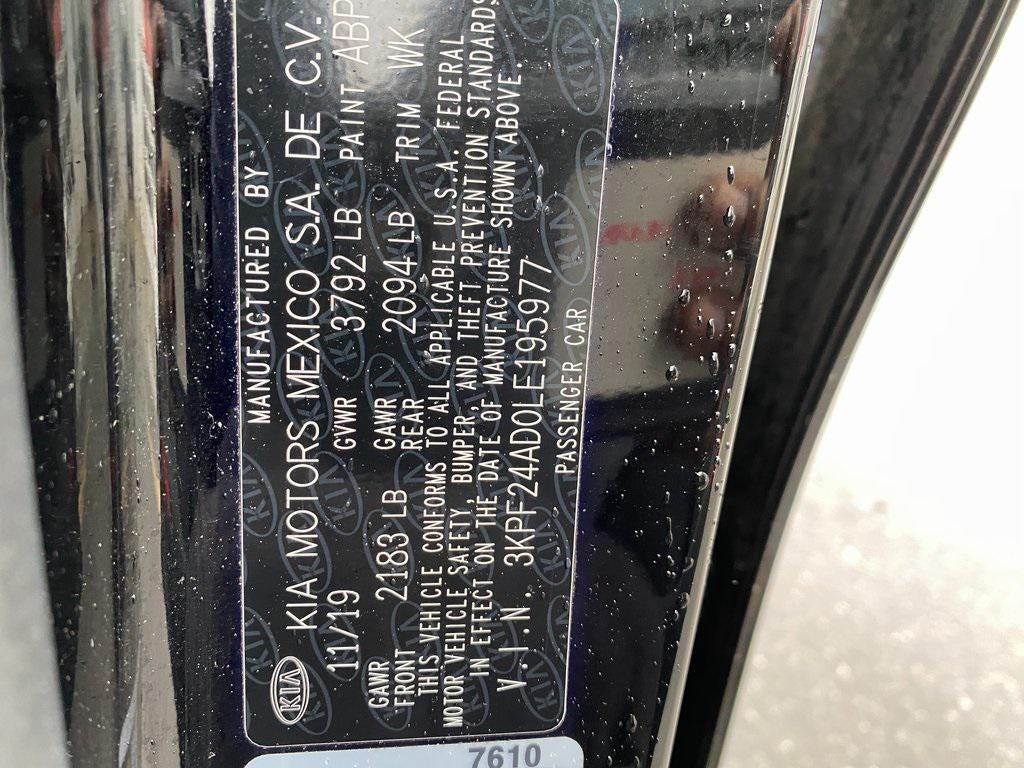 MANUFACTURED BY
KIA KIA MOTORS MEXICO S.A. DE C.V.
11/19 GVWR 3792 LB PAINT ABP
GAWR FRONT 2183 LB GAWR REAR 2094 LB TRIM WK
THIS VEHICLE CONFORMS TO ALL APPLICABLE U.S.A. FEDERAL
MOTOR VEHICLE SAFETY, BUMPER, AND THEFT PREVENTION STANDARDS
IN EFFECT ON THE DATE OF MANUFACTURE SHOWN ABOVE.
V.I.N. 3KPF24AD0LE195977
PASSENGER CAR
7610